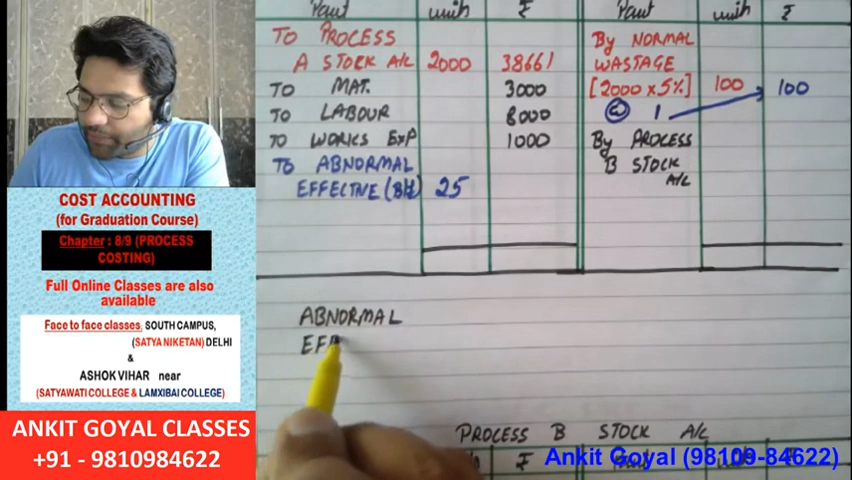 Part units ₹ Part units ₹
TO PROCESS
A STOCK A/C 2000 38661
TO MAT. 3000
TO LABOUR 8000
TO WORKS EXP 1000
TO ABNORMAL
EFFECTIVE (B/f) 25
By NORMAL
WASTAGE
[2000 x 5%] 100 100
@ 1
By PROCESS
B STOCK
A/C
ABNORMAL
EFF
PROCESS B STOCK A/C
₹
Ankit Goyal (98109-84622)
COST ACCOUNTING
(for Graduation Course)
Chapter : 8/9 (PROCESS
COSTING)
Full Online Classes are also
available
Face to face classes, SOUTH CAMPUS,
(SATYA NIKETAN) DELHI
&
ASHOK VIHAR near
(SATYAWATI COLLEGE & LAMXIBAI COLLEGE)
ANKIT GOYAL CLASSES
+91 - 9810984622